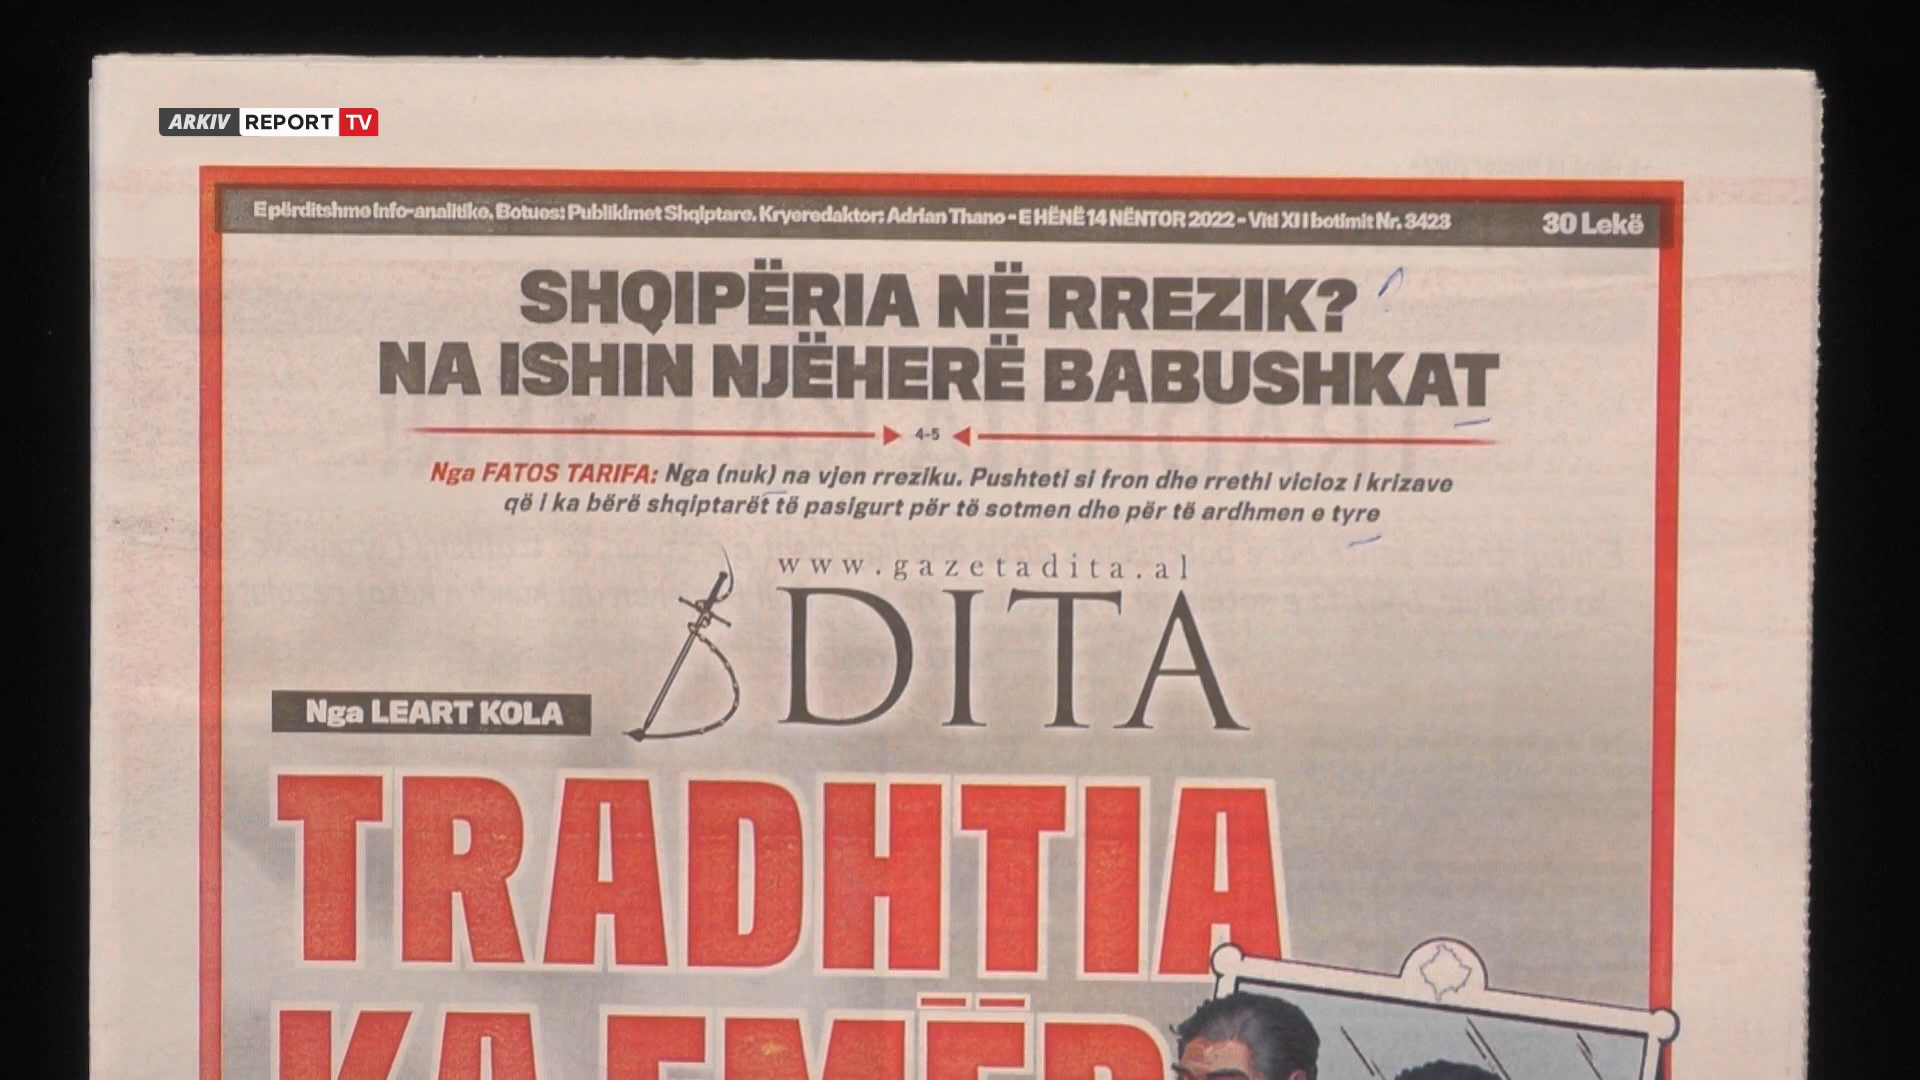 ARKIV REPORT TV
E përditshme info-analitike, Botues: Publikimet Shqiptare. Kryeredaktor: Adrian Thano - E HËNË 14 NËNTOR 2022 - Viti XI I botimit Nr. 3423 30 Lekë
SHQIPËRIA NË RREZIK?
NA ISHIN NJËHERË BABUSHKAT
4-5
Nga FATOS TARIFA: Nga (nuk) na vjen rreziku. Pushteti si fron dhe rrethi vicioz i krizave
që i ka bërë shqiptarët të pasigurt për të sotmen dhe për të ardhmen e tyre
www.gazetadita.al
DITA
Nga LEART KOLA
TRADHTIA
KA EMËR